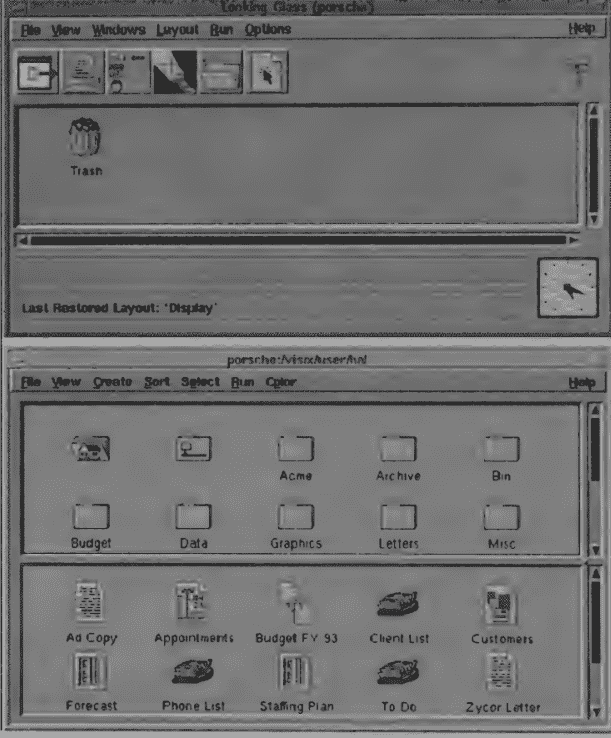 Looking Glass (porsche)
File View Windows Layout Run Options Help
Trash
Last Restored Layout: 'Display'
porsche:/visix/user/hal
File View Create Sort Select Run Color Help
Acme Archive Bin
Budget Data Graphics Letters Misc
Ad Copy Appointments Budget FY 93 Client List Customers
Forecast Phone List Staffing Plan To Do Zycor Letter